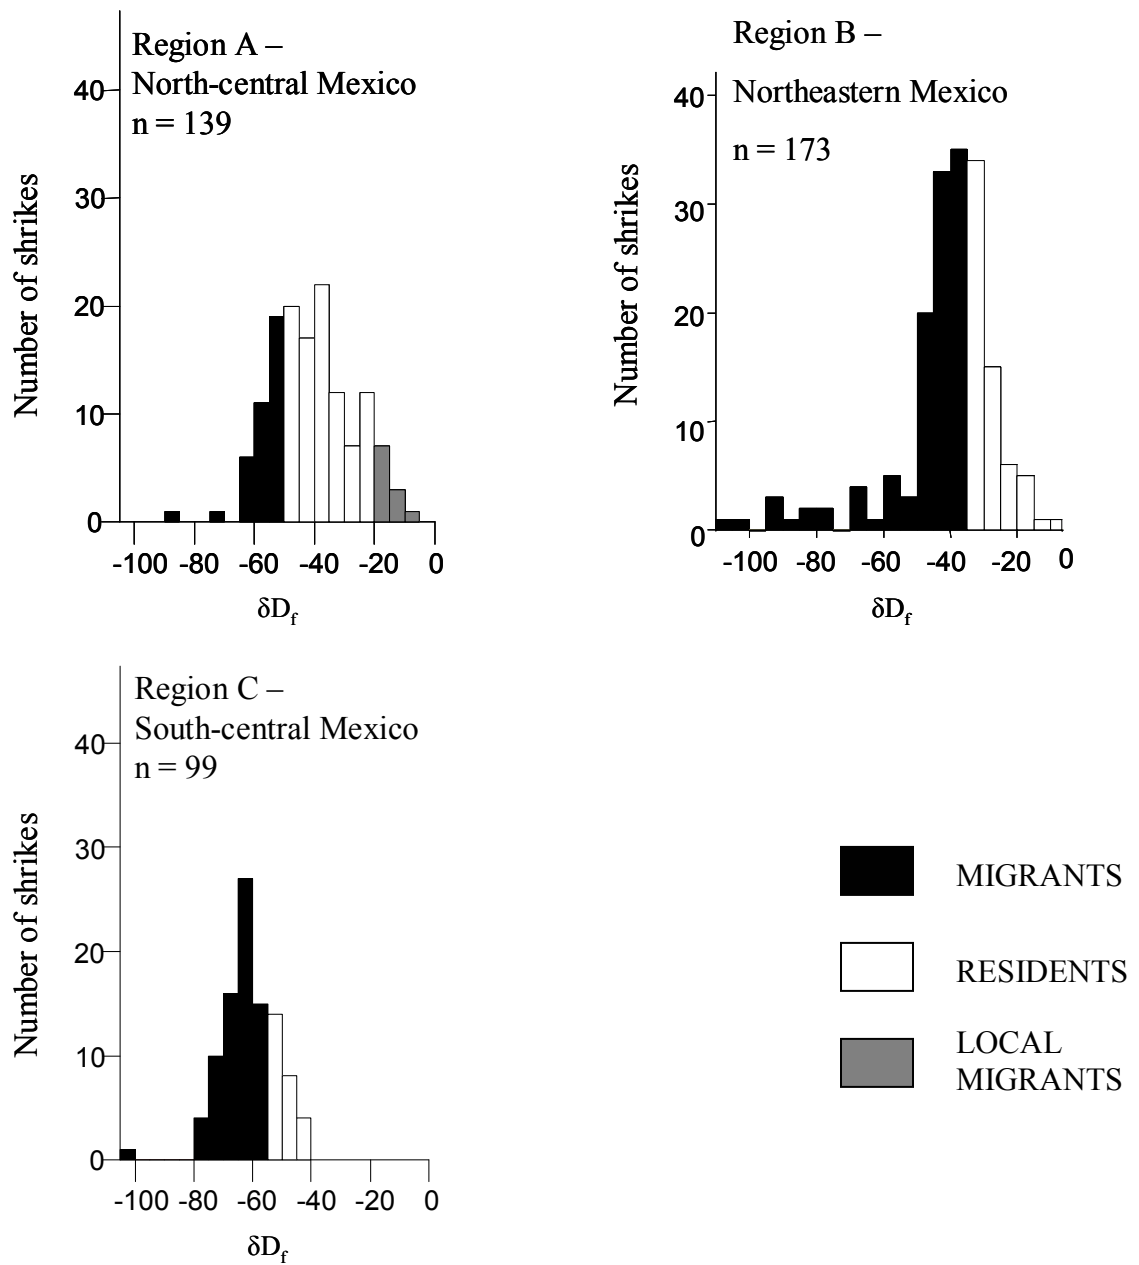 Region A –
North-central Mexico
n = 139
40
30
20
10
0
Number of shrikes
-100 -80 -60 -40 -20 0
δDf
Region B –
Northeastern Mexico
n = 173
40
30
20
10
0
Number of shrikes
-100 -80 -60 -40 -20 0
δDf
Region C –
South-central Mexico
n = 99
40
30
20
10
0
Number of shrikes
-100 -80 -60 -40 -20 0
δDf
MIGRANTS
RESIDENTS
LOCAL
MIGRANTS